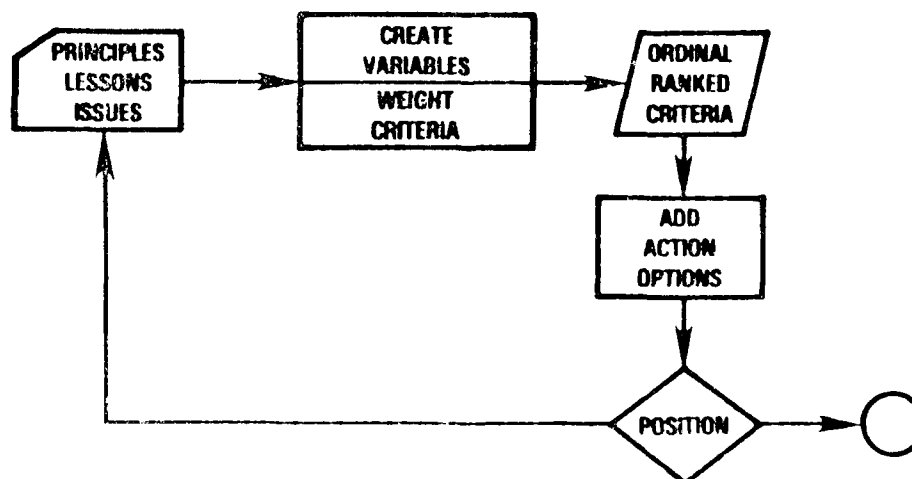 PRINCIPLES
LESSONS
ISSUES
CREATE
VARIABLES
WEIGHT
CRITERIA
ORDINAL
RANKED
CRITERIA
ADD
ACTION
OPTIONS
POSITION